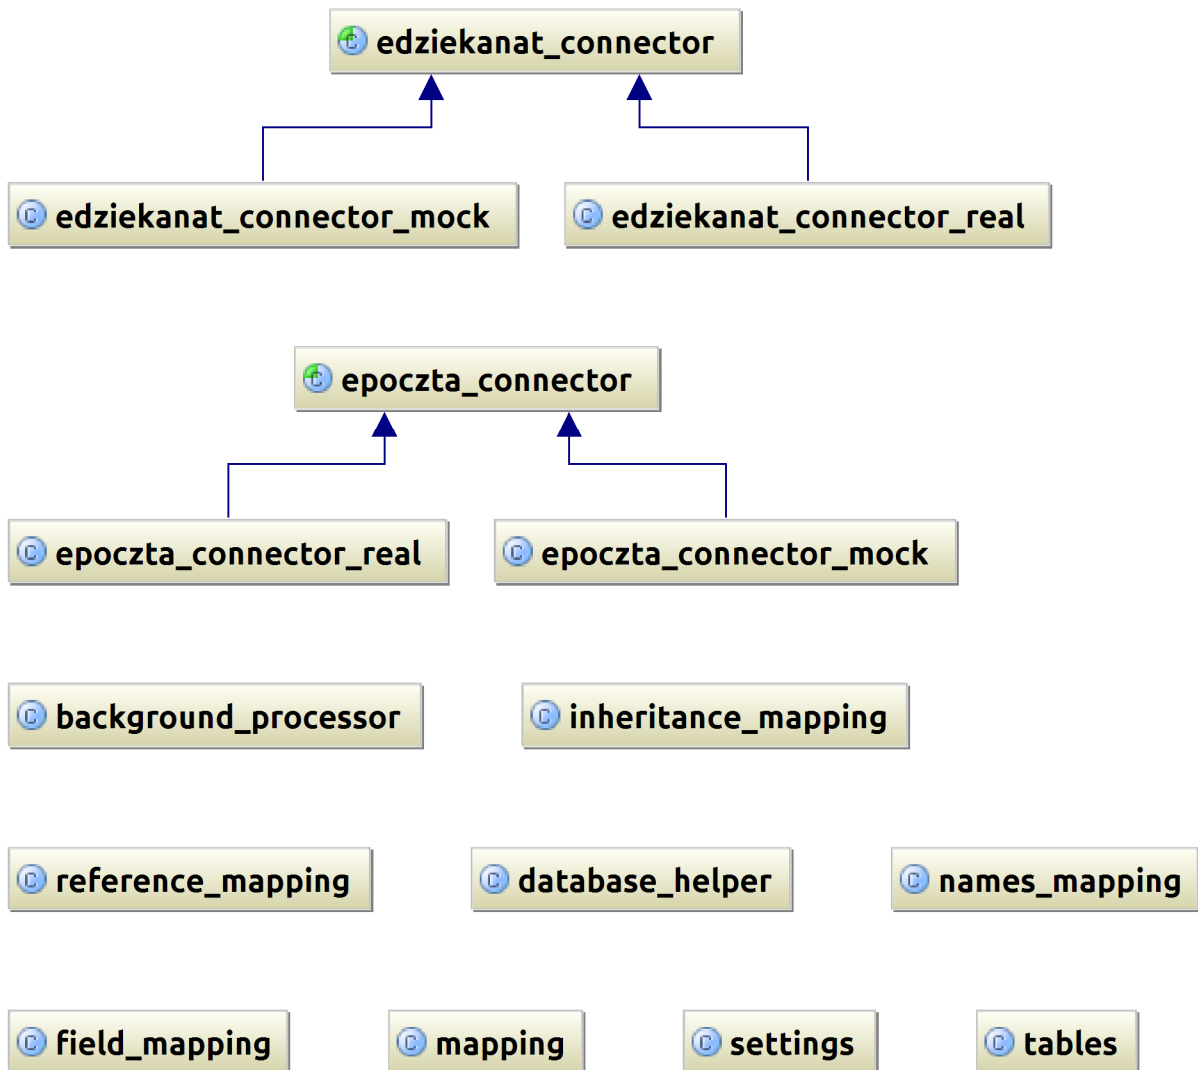 edziekanat_connector
edziekanat_connector_mock edziekanat_connector_real
epoczta_connector
epoczta_connector_real epoczta_connector_mock
background_processor inheritance_mapping
reference_mapping database_helper names_mapping
field_mapping mapping settings tables